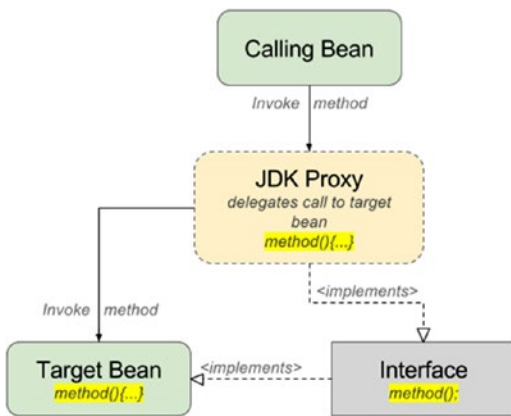 Calling Bean
Invoke method
JDK Proxy
delegates call to target
bean
method(){...}
<implements>
Invoke method
Target Bean
method(){...}
<implements>
Interface
method();